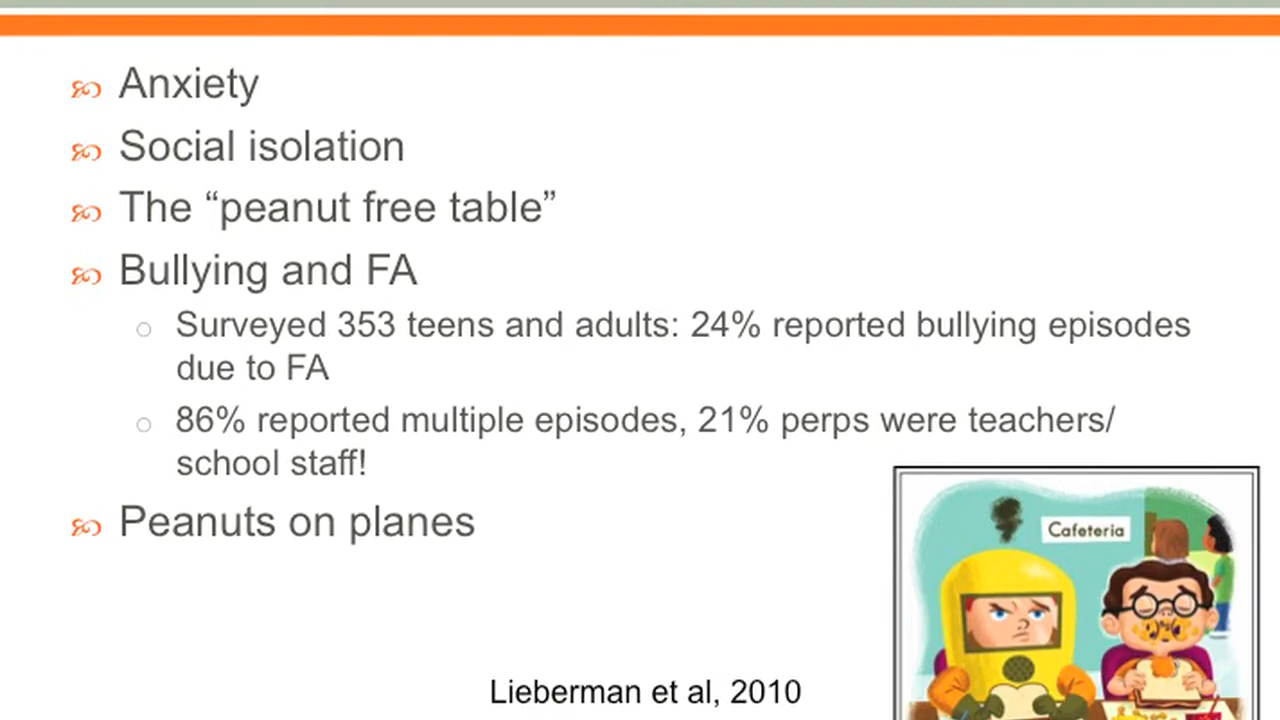 Anxiety
Social isolation
The “peanut free table”
Bullying and FA
Surveyed 353 teens and adults: 24% reported bullying episodes
due to FA
86% reported multiple episodes, 21% perps were teachers/
school staff!
Peanuts on planes
Cafeteria
Lieberman et al, 2010